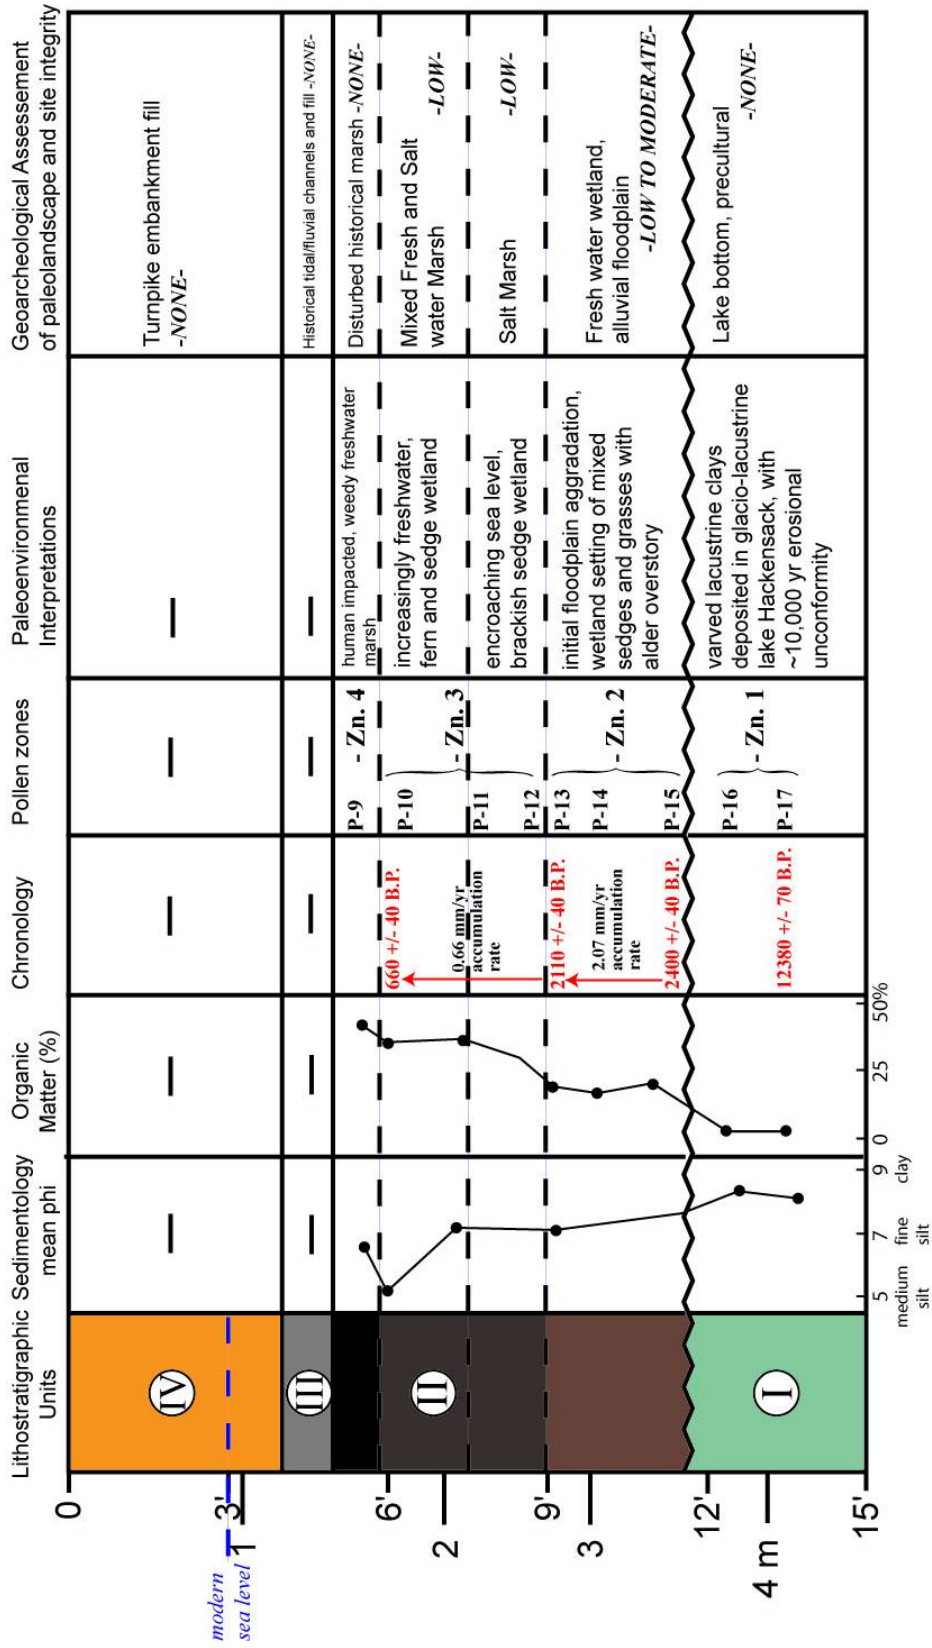 Lithostratigraphic
Units
Sedimentology
mean phi
Organic
Matter (%)
Chronology
Pollen zones
Paleoenvironmenal
Interpretations
Geoarcheological Assessement
of paleolandscape and site integrity
0
3'
1
modern
sea level
6'
2
9'
3
12'
4 m
15'
IV
III
II
I
5
7
9
medium
silt
fine
silt
clay
0
25
50%
660 +/- 40 B.P.
0.66 mm/yr
accumulation
rate
2110 +/- 40 B.P.
2.07 mm/yr
accumulation
rate
2400 +/- 40 B.P.
12380 +/- 70 B.P.
P-9
- Zn. 4
P-10
- Zn. 3
P-11
P-12
P-13
P-14
- Zn. 2
P-15
P-16
- Zn. 1
P-17
human impacted, weedy freshwater
marsh
increasingly freshwater,
fern and sedge wetland
encroaching sea level,
brackish sedge wetland
initial floodplain aggradation,
wetland setting of mixed
sedges and grasses with
alder overstory
varved lacustrine clays
deposited in glacio-lacustrine
lake Hackensack, with
~10,000 yr erosional
unconformity
Turnpike embankment fill
-NONE-
Historical tidal/fluvial channels and fill -NONE-
Disturbed historical marsh -NONE-
Mixed Fresh and Salt
water Marsh -LOW-
Salt Marsh -LOW-
Fresh water wetland,
alluvial floodplain
-LOW TO MODERATE-
Lake bottom, precultural
-NONE-